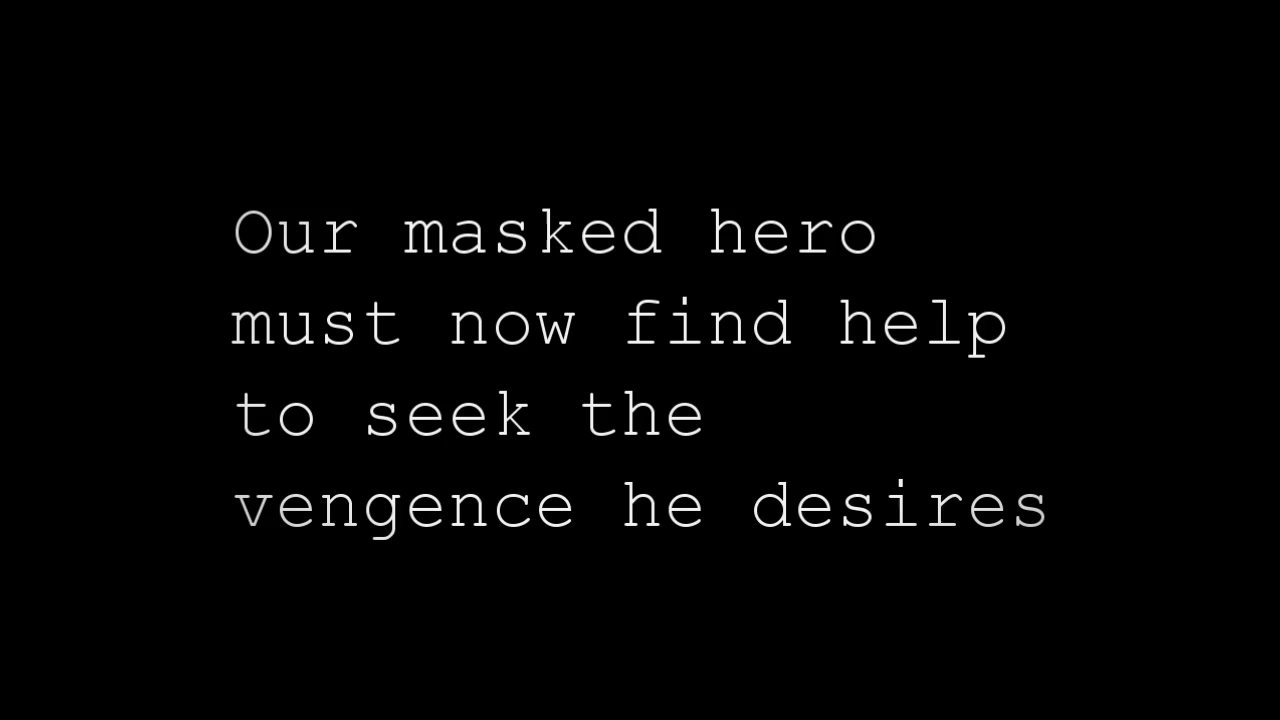 Our masked hero
must now find help
to seek the
vengence he desires